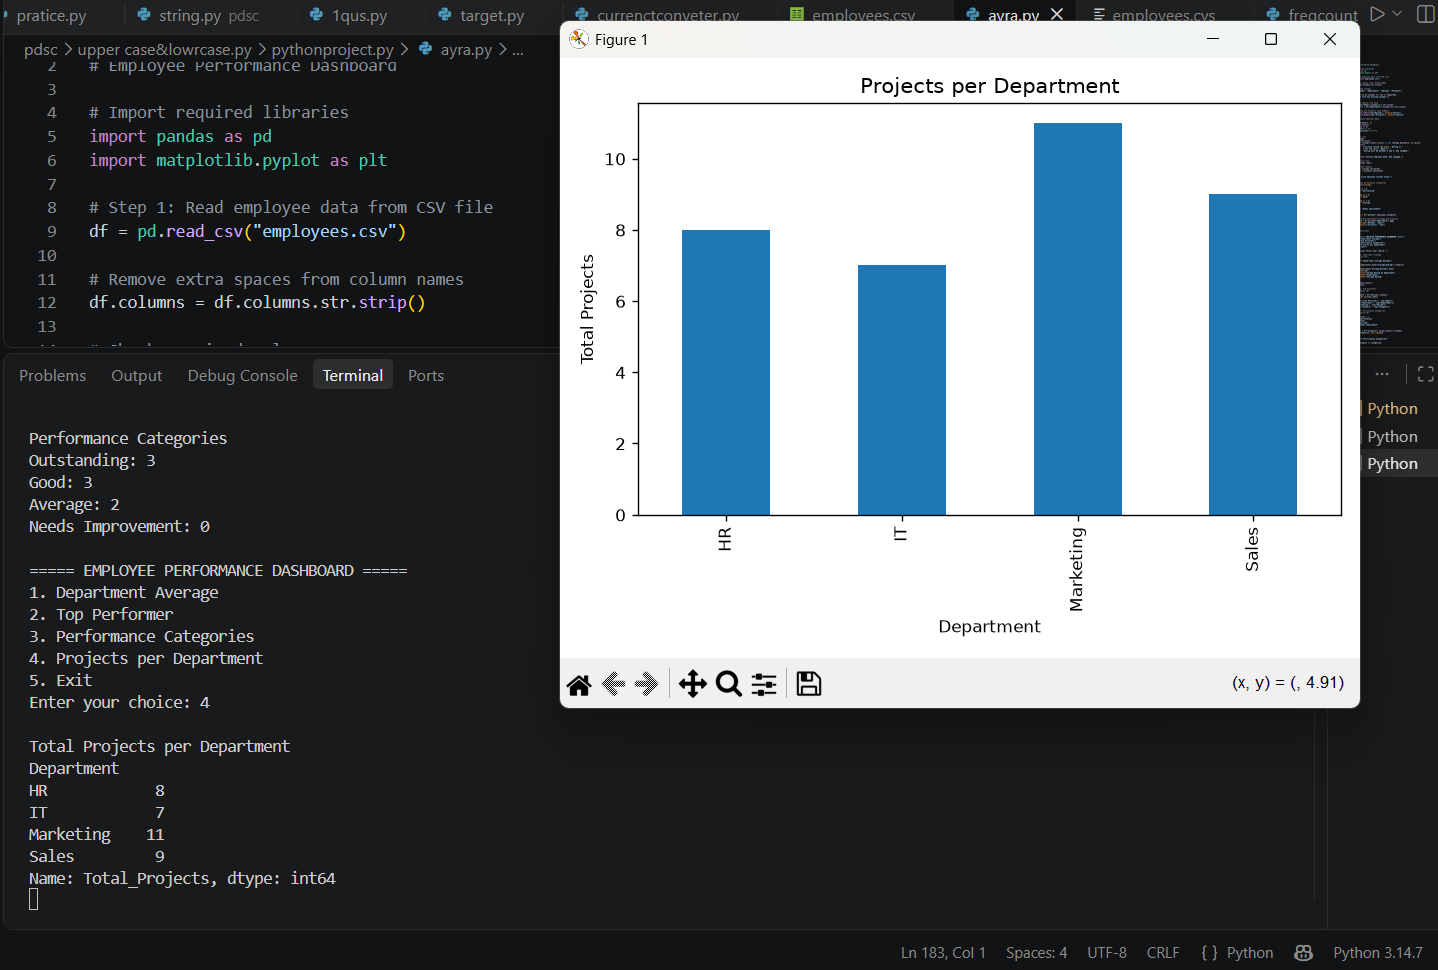 pratice.py
string.py pdsc
1qus.py
target.py
currenctconveter.py
employees.csv
ayra.py
employees.cvs
freqcount
pdsc > upper case&lowrcase.py > pythonproject.py > ayra.py > ...
2 # Employee Performance Dashboard
3
4 # Import required libraries
5 import pandas as pd
6 import matplotlib.pyplot as plt
7
8 # Step 1: Read employee data from CSV file
9 df = pd.read_csv("employees.csv")
10
11 # Remove extra spaces from column names
12 df.columns = df.columns.str.strip()
13
Problems
Output
Debug Console
Terminal
Ports
Python
Python
Python
Performance Categories
Outstanding: 3
Good: 3
Average: 2
Needs Improvement: 0
===== EMPLOYEE PERFORMANCE DASHBOARD =====
1. Department Average
2. Top Performer
3. Performance Categories
4. Projects per Department
5. Exit
Enter your choice: 4
Total Projects per Department
Department
HR 8
IT 7
Marketing 11
Sales 9
Name: Total_Projects, dtype: int64
Figure 1
Projects per Department
Total Projects
10
8
6
4
2
0
HR
IT
Marketing
Sales
Department
(x, y) = (, 4.91)
Ln 183, Col 1
Spaces: 4
UTF-8
CRLF
{ } Python
Python 3.14.7